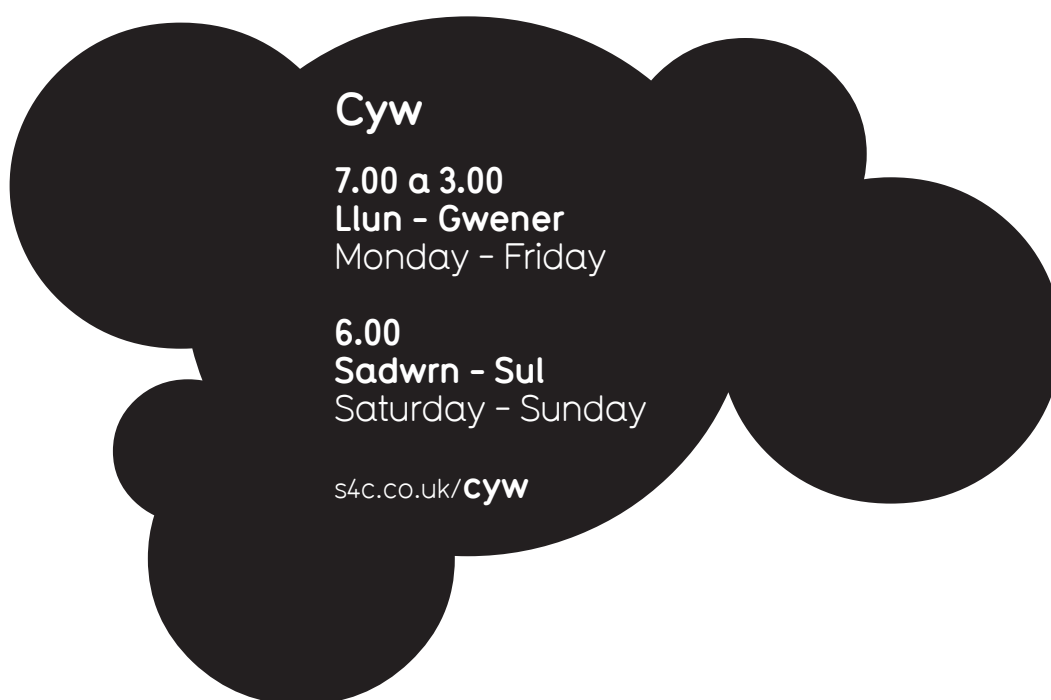 Cyw
7.00 a 3.00
Llun – Gwener
Monday – Friday
6.00
Sadwrn – Sul
Saturday – Sunday
s4c.co.uk/cyw